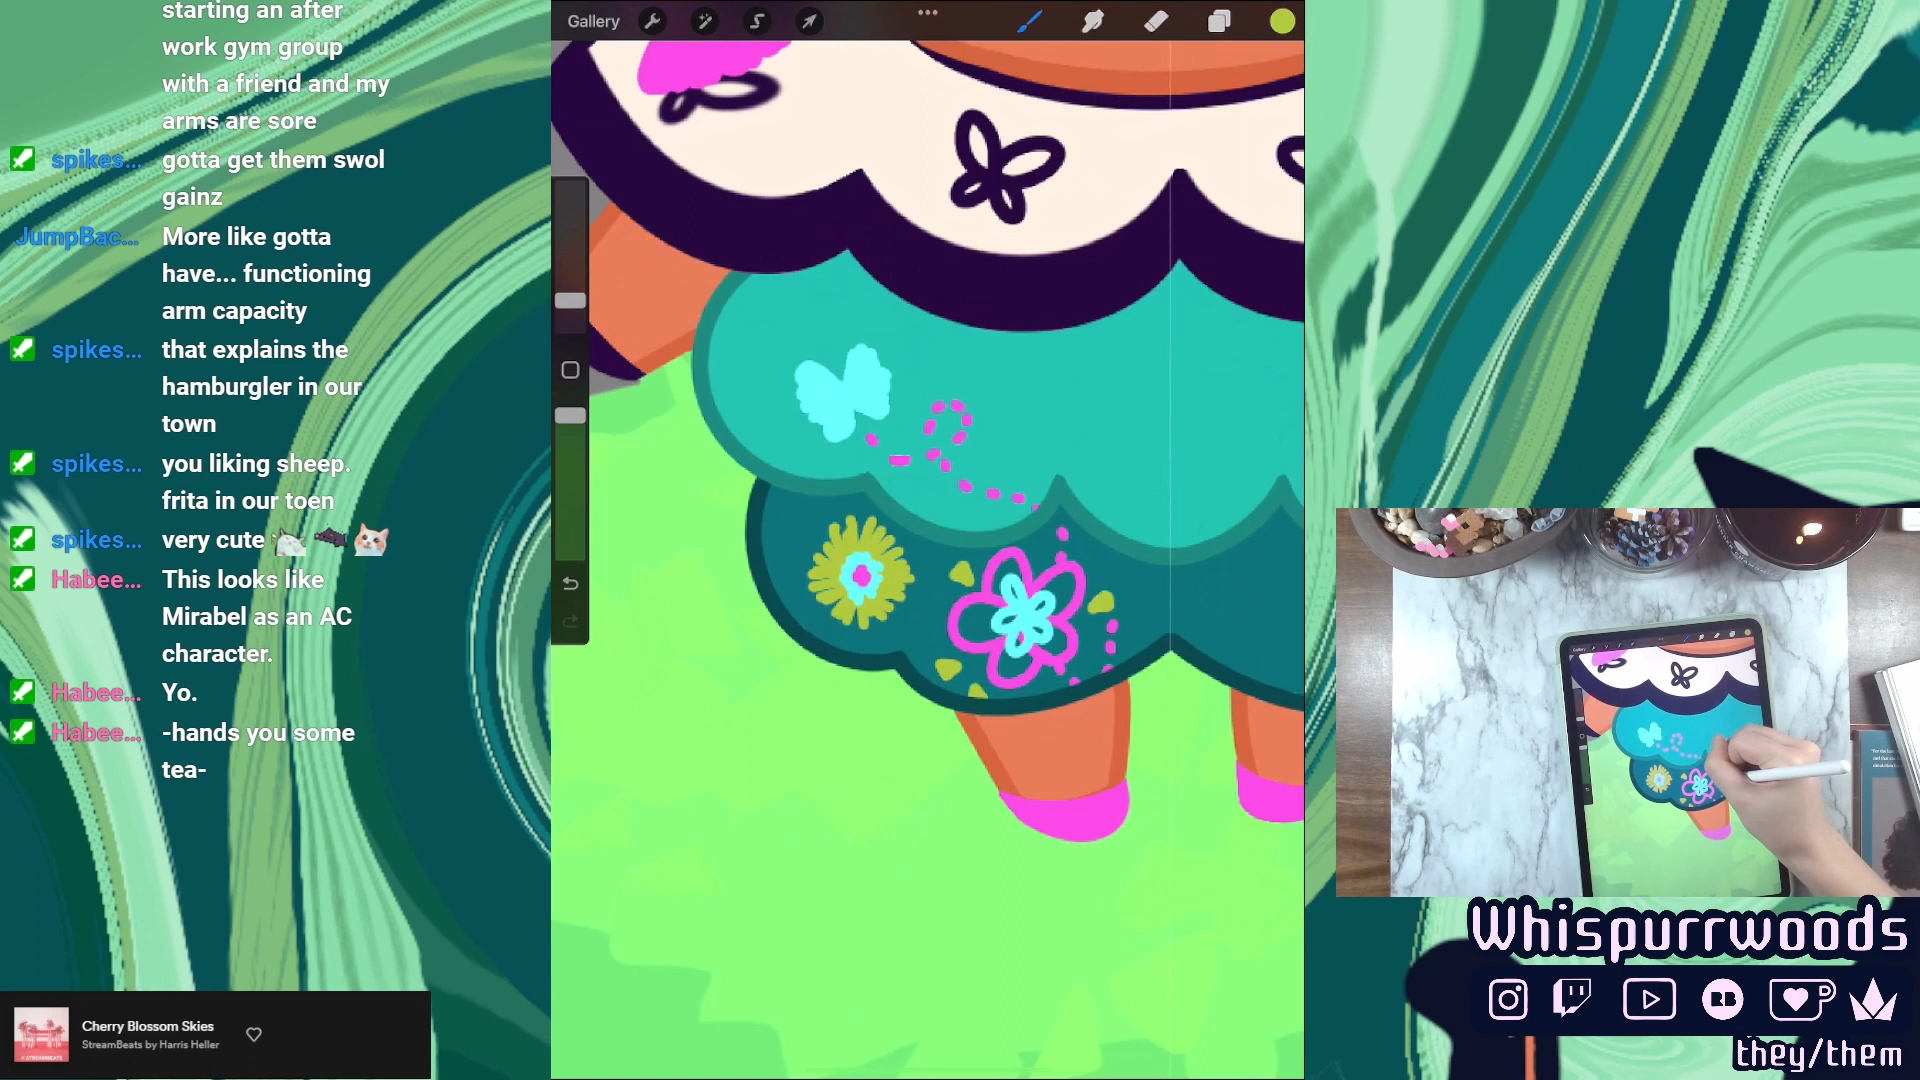 starting an after
work gym group
with a friend and my
arms are sore
spikes... gotta get them swol
gainz
JumpBac... More like gotta
have... functioning
arm capacity
spikes... that explains the
hamburgler in our
town
spikes... you liking sheep.
frita in our toen
spikes... very cute
Habee... This looks like
Mirabel as an AC
character.
Habee... Yo.
Habee... -hands you some
tea-
Cherry Blossom Skies
StreamBeats by Harris Heller
Gallery
Whispurrwoods
RB
they/them